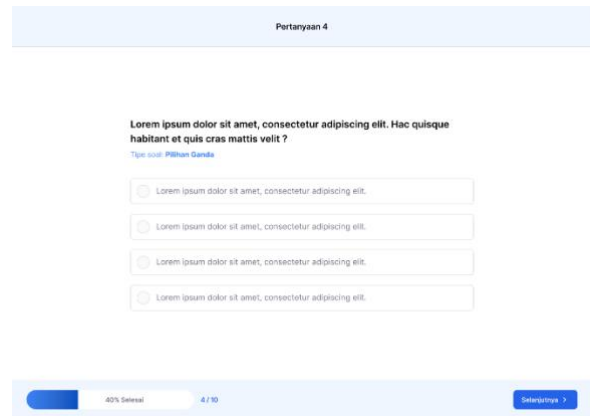 Pertanyaan 4
Lorem ipsum dolor sit amet, consectetur adipiscing elit. Hac quisque
habitant et quis cras mattis velit ?
Tipe soal: Pilihan Ganda
Lorem ipsum dolor sit amet, consectetur adipiscing elit.
Lorem ipsum dolor sit amet, consectetur adipiscing elit.
Lorem ipsum dolor sit amet, consectetur adipiscing elit.
Lorem ipsum dolor sit amet, consectetur adipiscing elit.
40% Selesai
4 / 10
Selanjutnya >